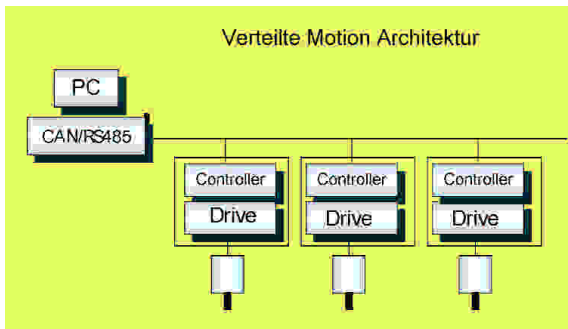 Verteilte Motion Architektur
PC
CAN/RS485
Controller
Controller
Controller
Drive
Drive
Drive